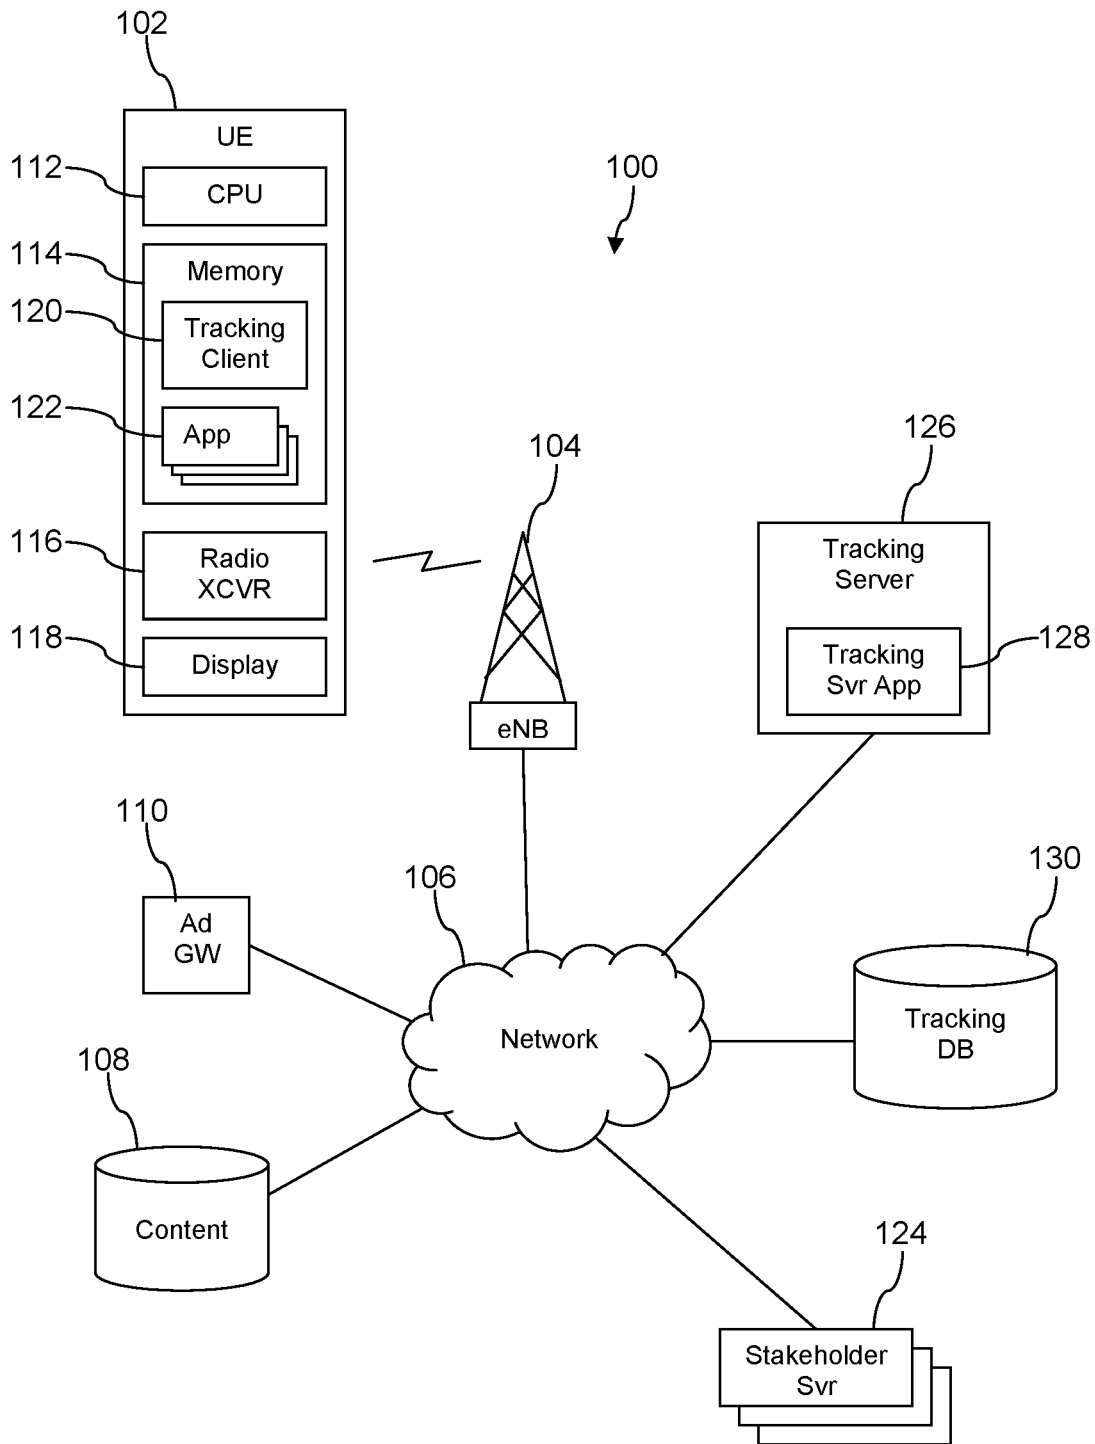 102
UE
112
CPU
100
114
Memory
120
Tracking
Client
122
App
104
126
116
Radio
XCVR
Tracking
Server
118
Display
Tracking
Svr App
128
eNB
110
Ad
GW
106
130
Network
Tracking
DB
108
Content
124
Stakeholder
Svr